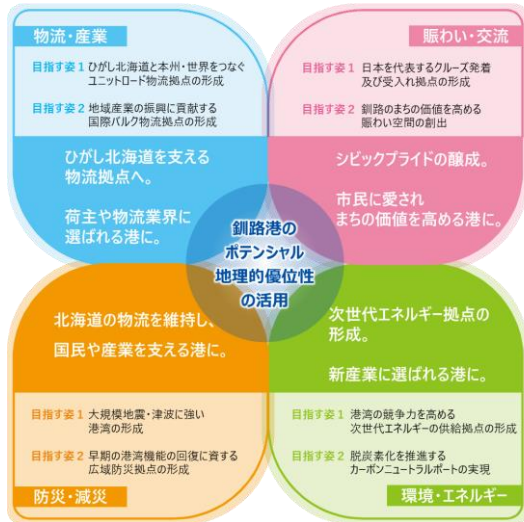 物流・産業
目指す姿1 ひがし北海道と本州・世界をつなぐ
ユニットロード物流拠点の形成
目指す姿2 地域産業の振興に貢献する
国際バルク物流拠点の形成
ひがし北海道を支える
物流拠点へ。
荷主や物流業界に
選ばれる港に。
賑わい・交流
目指す姿1 日本を代表するクルーズ発着
及び受入れ拠点の形成
目指す姿2 釧路のまちの価値を高める
賑わい空間の創出
シビックプライドの醸成。
市民に愛され
まちの価値を高める港に。
釧路港の
ポテンシャル
地理的優位性
の活用
北海道の物流を維持し、
国民や産業を支える港に。
目指す姿1 大規模地震・津波に強い
港湾の形成
目指す姿2 早期の港湾機能の回復に資する
広域防災拠点の形成
防災・減災
次世代エネルギー拠点の
形成。
新産業に選ばれる港に。
目指す姿1 港湾の競争力を高める
次世代エネルギーの供給拠点の形成
目指す姿2 脱炭素化を推進する
カーボンニュートラルポートの実現
環境・エネルギー